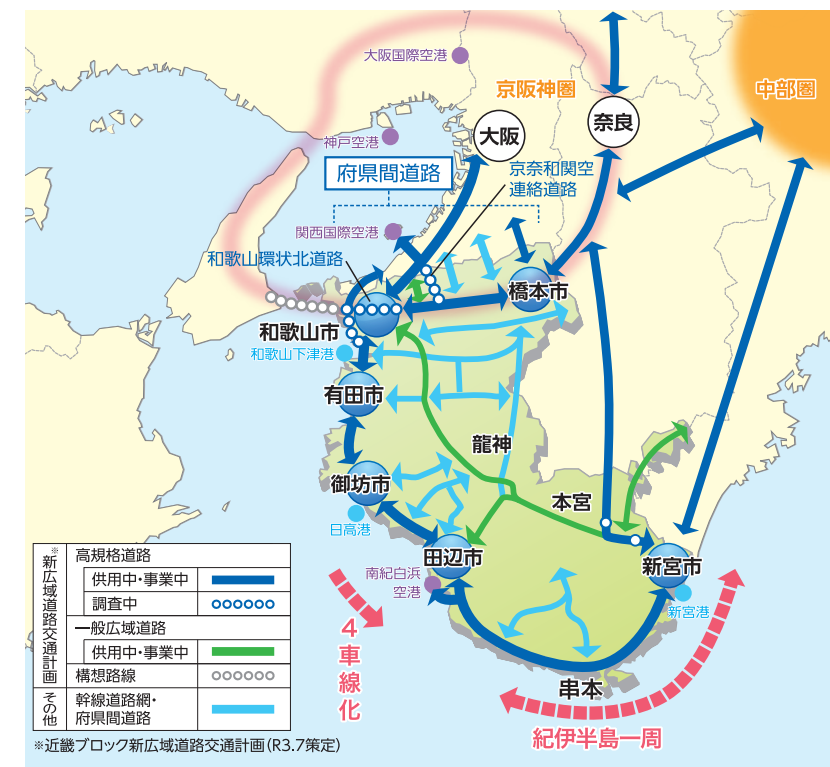 大阪国際空港
京阪神圏
中部圏
神戸空港
大阪
奈良
府県間道路
京奈和関空
連絡道路
関西国際空港
和歌山環状北道路
橋本市
和歌山市
和歌山下津港
有田市
龍神
御坊市
本宮
日高港
田辺市
新宮市
南紀白浜
空港
新宮港
4車線化
串本
紀伊半島一周
※新広域道路交通計画
高規格道路
供用中・事業中
調査中
一般広域道路
供用中・事業中
構想路線
その他
幹線道路網・
府県間道路
※近畿ブロック新広域道路交通計画(R3.7策定)